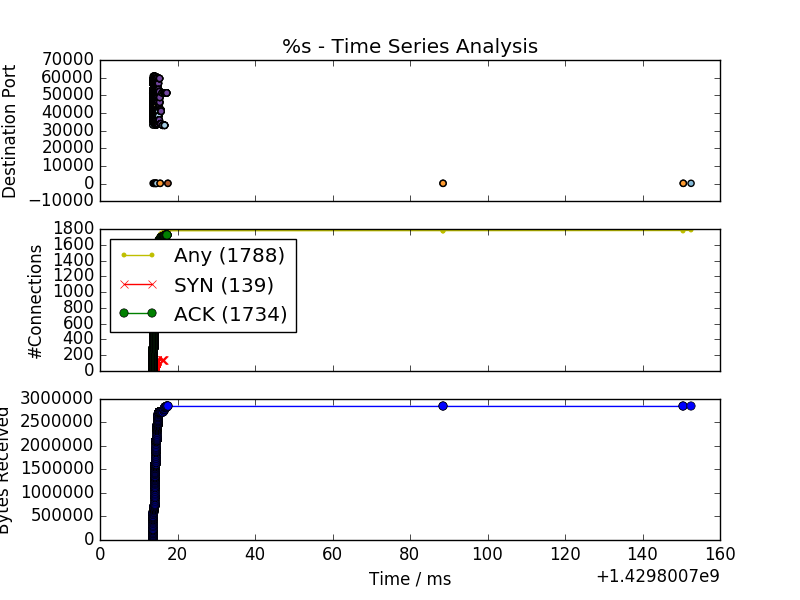 %s - Time Series Analysis
70000
60000
50000
40000
30000
20000
10000
0
−10000
Destination Port
1800
1600
1400
1200
1000
800
600
400
200
0
#Connections
Any (1788)
SYN (139)
ACK (1734)
3000000
2500000
2000000
1500000
1000000
500000
0
Bytes Received
0 20 40 60 80 100 120 140 160
Time / ms
+1.4298007e9